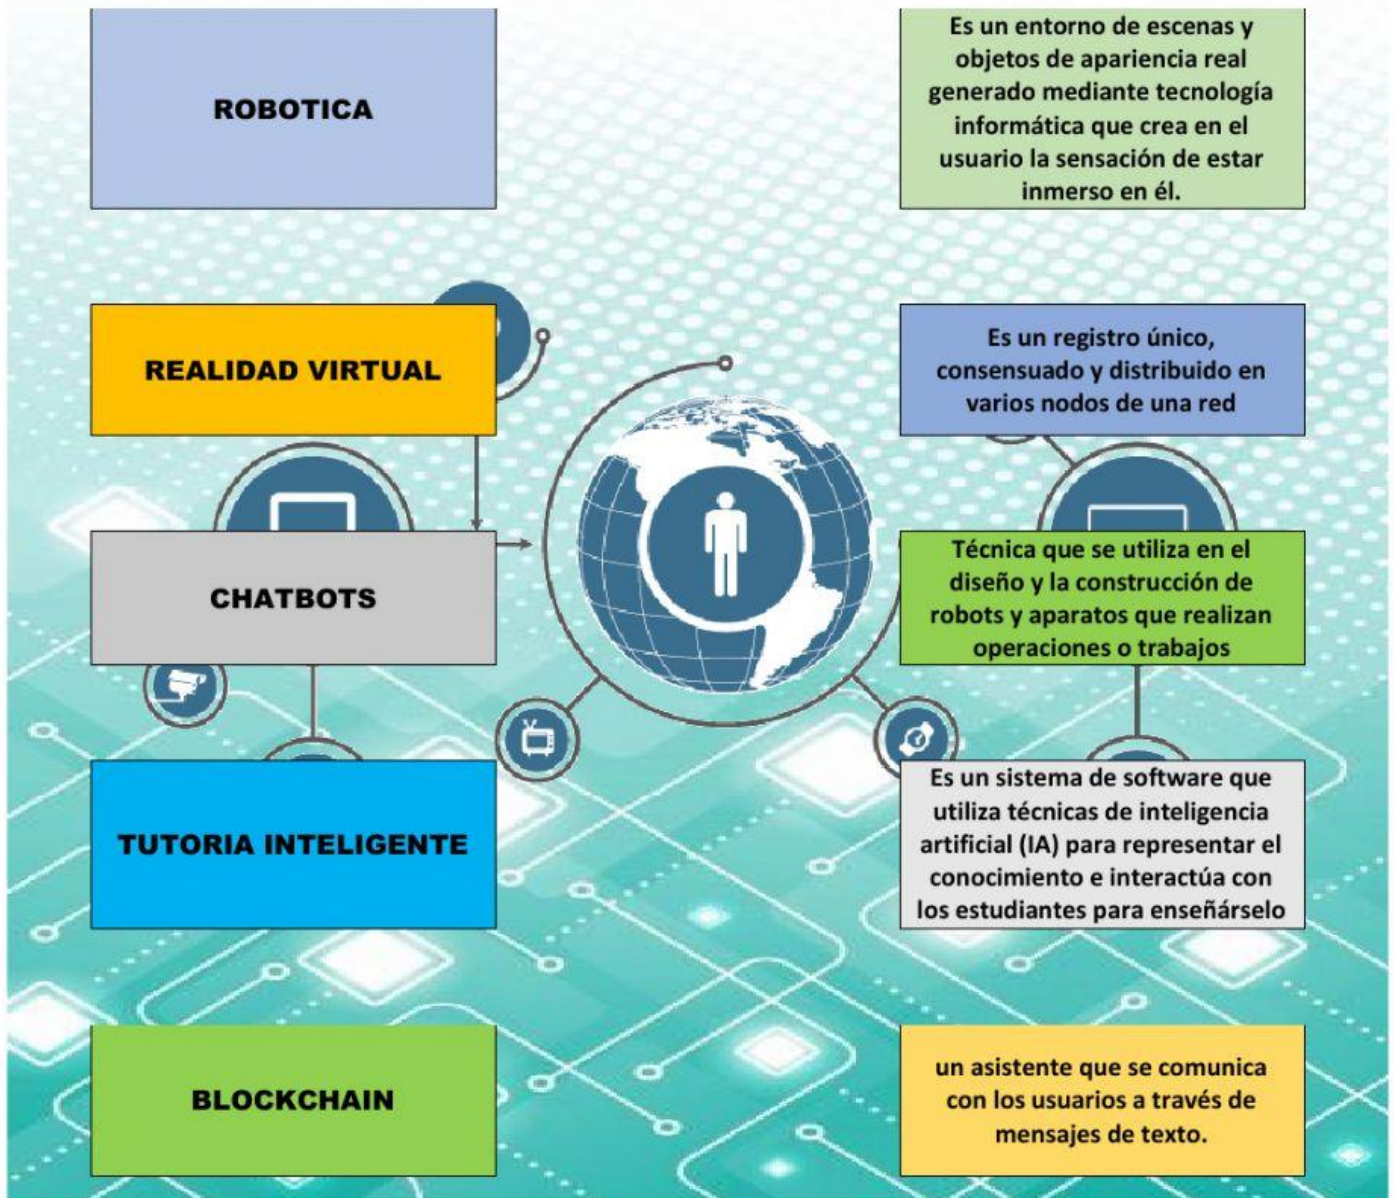 ROBOTICA
Es un entorno de escenas y
objetos de apariencia real
generado mediante tecnología
informática que crea en el
usuario la sensación de estar
inmerso en él.
REALIDAD VIRTUAL
Es un registro único,
consensuado y distribuido en
varios nodos de una red
CHATBOTS
Técnica que se utiliza en el
diseño y la construcción de
robots y aparatos que realizan
operaciones o trabajos
TUTORIA INTELIGENTE
Es un sistema de software que
utiliza técnicas de inteligencia
artificial (IA) para representar el
conocimiento e interactúa con
los estudiantes para enseñárselo
BLOCKCHAIN
un asistente que se comunica
con los usuarios a través de
mensajes de texto.